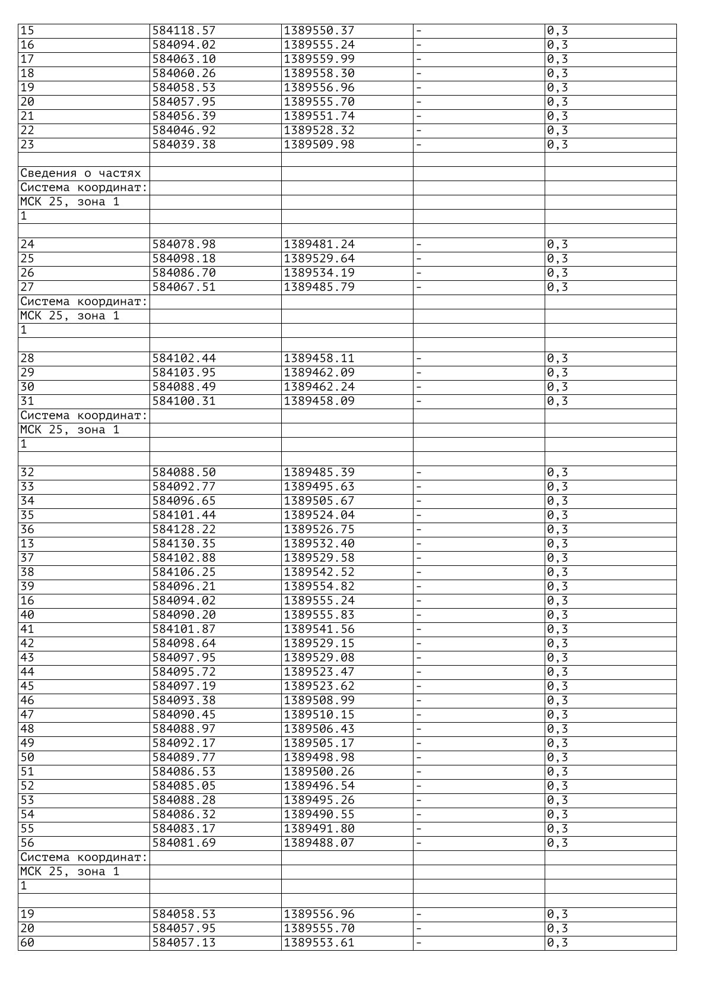 15 584118.57 1389550.37 - 0,3
16 584094.02 1389555.24 - 0,3
17 584063.10 1389559.99 - 0,3
18 584060.26 1389558.30 - 0,3
19 584058.53 1389556.96 - 0,3
20 584057.95 1389555.70 - 0,3
21 584056.39 1389551.74 - 0,3
22 584046.92 1389528.32 - 0,3
23 584039.38 1389509.98 - 0,3
Сведения о частях
Система координат:
МСК 25, зона 1
1
24 584078.98 1389481.24 - 0,3
25 584098.18 1389529.64 - 0,3
26 584086.70 1389534.19 - 0,3
27 584067.51 1389485.79 - 0,3
Система координат:
МСК 25, зона 1
1
28 584102.44 1389458.11 - 0,3
29 584103.95 1389462.09 - 0,3
30 584088.49 1389462.24 - 0,3
31 584100.31 1389458.09 - 0,3
Система координат:
МСК 25, зона 1
1
32 584088.50 1389485.39 - 0,3
33 584092.77 1389495.63 - 0,3
34 584096.65 1389505.67 - 0,3
35 584101.44 1389524.04 - 0,3
36 584128.22 1389526.75 - 0,3
13 584130.35 1389532.40 - 0,3
37 584102.88 1389529.58 - 0,3
38 584106.25 1389542.52 - 0,3
39 584096.21 1389554.82 - 0,3
16 584094.02 1389555.24 - 0,3
40 584090.20 1389555.83 - 0,3
41 584101.87 1389541.56 - 0,3
42 584098.64 1389529.15 - 0,3
43 584097.95 1389529.08 - 0,3
44 584095.72 1389523.47 - 0,3
45 584097.19 1389523.62 - 0,3
46 584093.38 1389508.99 - 0,3
47 584090.45 1389510.15 - 0,3
48 584088.97 1389506.43 - 0,3
49 584092.17 1389505.17 - 0,3
50 584089.77 1389498.98 - 0,3
51 584086.53 1389500.26 - 0,3
52 584085.05 1389496.54 - 0,3
53 584088.28 1389495.26 - 0,3
54 584086.32 1389490.55 - 0,3
55 584083.17 1389491.80 - 0,3
56 584081.69 1389488.07 - 0,3
Система координат:
МСК 25, зона 1
1
19 584058.53 1389556.96 - 0,3
20 584057.95 1389555.70 - 0,3
60 584057.13 1389553.61 - 0,3